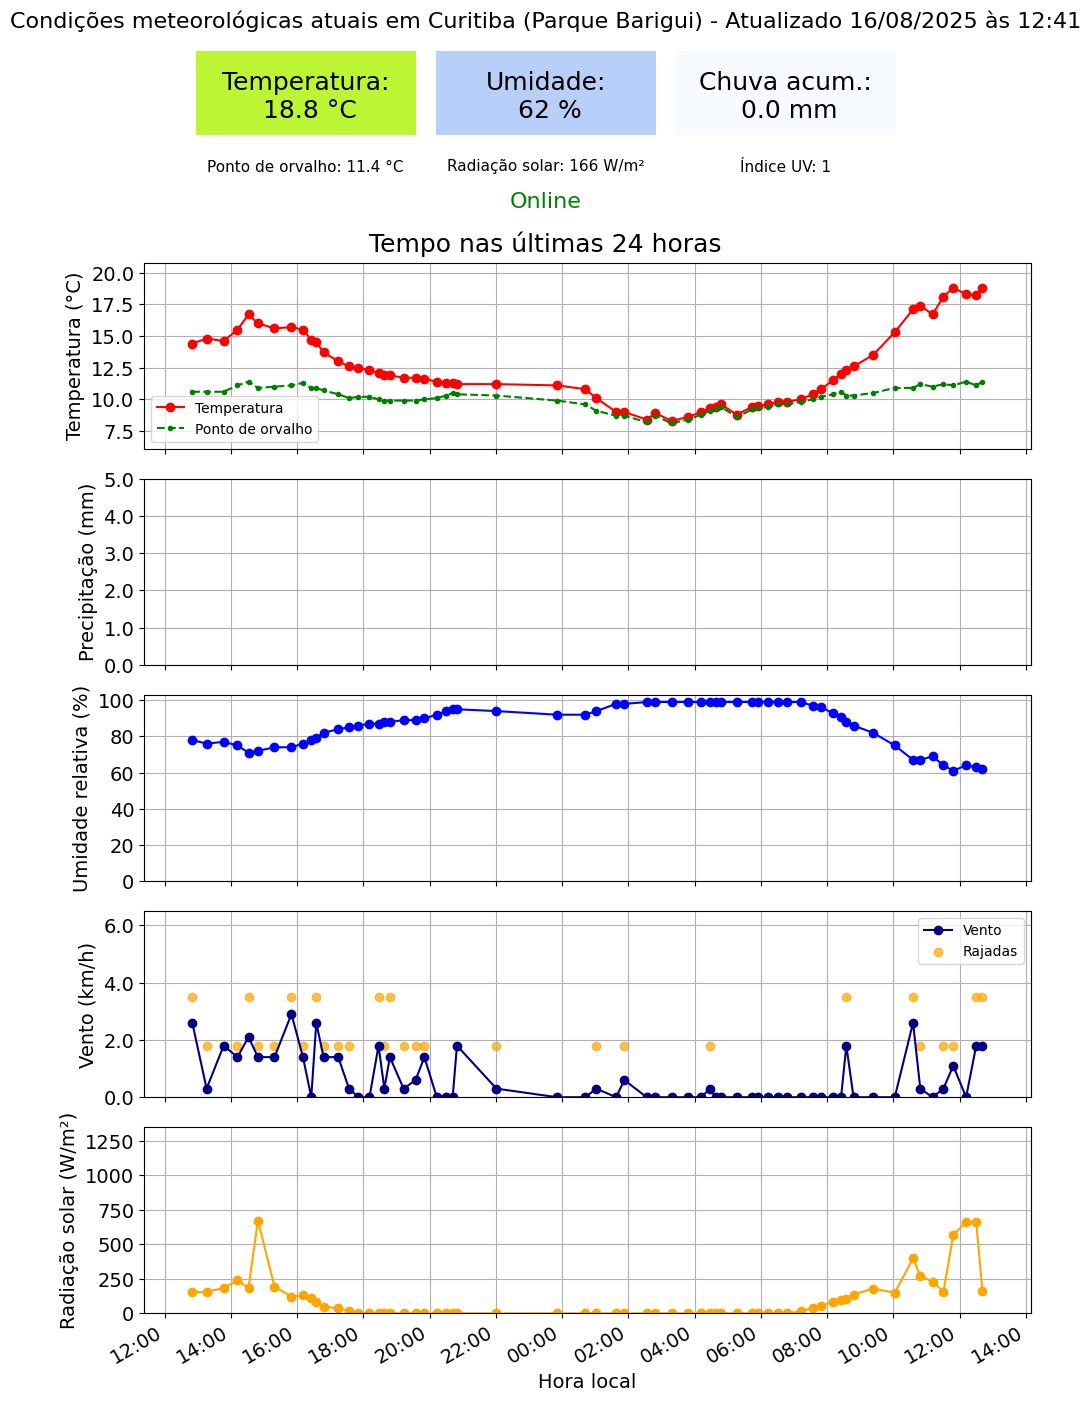 Condições meteorológicas atuais em Curitiba (Parque Barigui) - Atualizado 16/08/2025 às 12:41
Temperatura:
18.8 °C
Umidade:
62 %
Chuva acum.:
0.0 mm
Ponto de orvalho: 11.4 °C
Radiação solar: 166 W/m²
Índice UV: 1
Online
Tempo nas últimas 24 horas
Temperatura (°C)
20.0
17.5
15.0
12.5
10.0
7.5
Temperatura
Ponto de orvalho
Precipitação (mm)
5.0
4.0
3.0
2.0
1.0
0.0
Umidade relativa (%)
100
80
60
40
20
0
Vento (km/h)
6.0
4.0
2.0
0.0
Vento
Rajadas
Radiação solar (W/m²)
1250
1000
750
500
250
0
12:00
14:00
16:00
18:00
20:00
22:00
00:00
02:00
04:00
06:00
08:00
10:00
12:00
14:00
Hora local